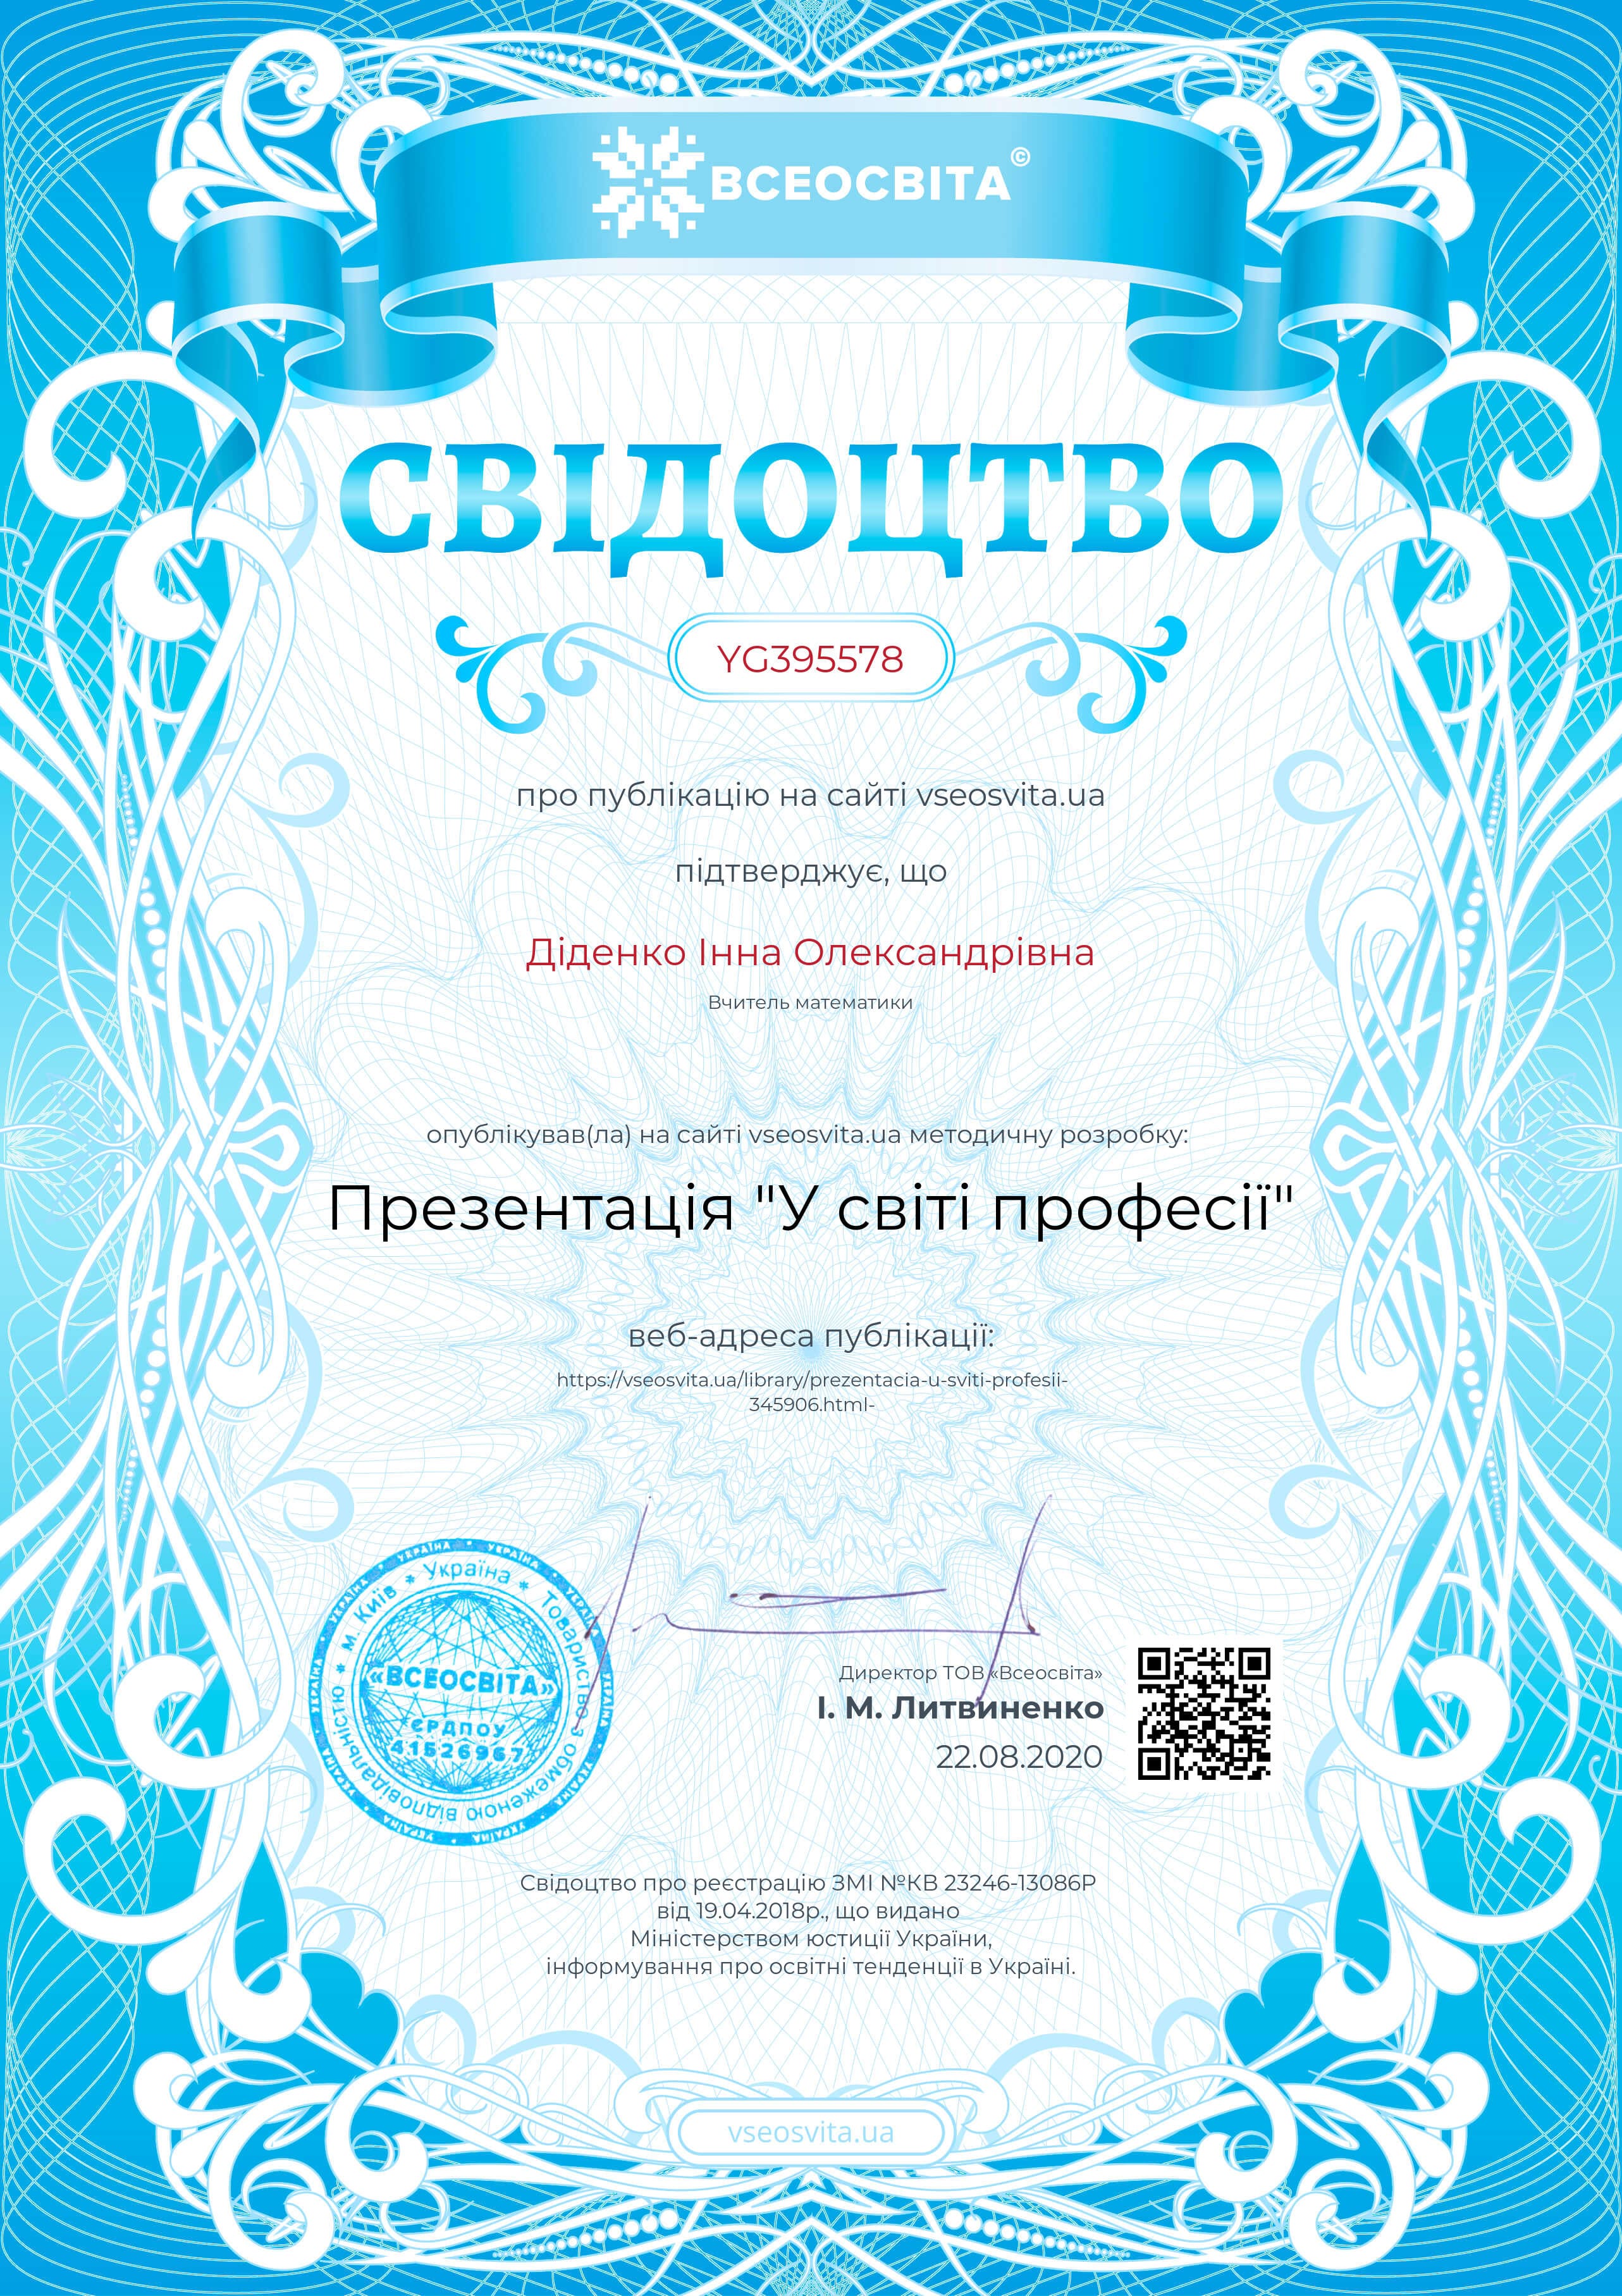 ВСЕОСВІТА©
СВІДОЦТВО
YG395578
про публікацію на сайті vseosvita.ua
підтверджує, що
Діденко Інна Олександрівна
Вчитель математики
опублікував(ла) на сайті vseosvita.ua методичну розробку:
Презентація "У світі професії"
веб-адреса публікації:
https://vseosvita.ua/library/prezentacia-u-sviti-profesii-
345906.html-
УКРАЇНА * УКРАЇНА * УКРАЇНА * УКРАЇНА
* м. Київ * Україна * Товариство з обмеженою відповідальністю
«ВСЕОСВІТА»
ЄРДПОУ
41526967
Директор ТОВ «Всеосвіта»
І. М. Литвиненко
22.08.2020
Свідоцтво про реєстрацію ЗМІ №КВ 23246-13086Р
від 19.04.2018р., що видано
Міністерством юстиції України,
інформування про освітні тенденції в Україні.
vseosvita.ua